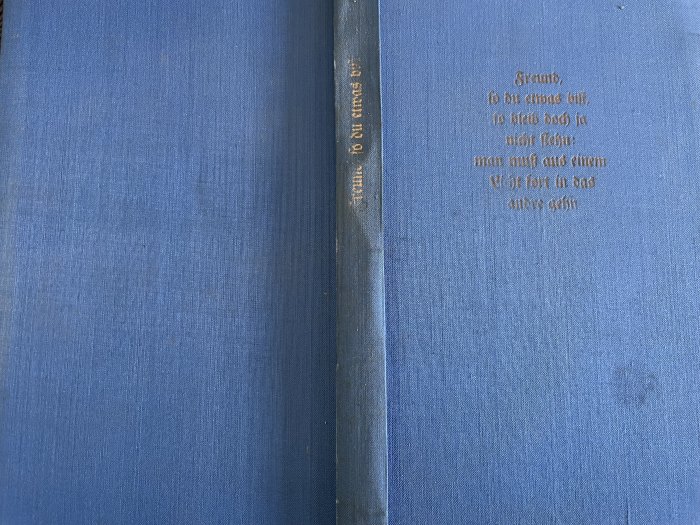 Freund, so du etwas bist
Freund,
so du etwas bist,
so bleib doch ja
nicht stehn:
man muß aus einem
Licht fort in das
andre gehn